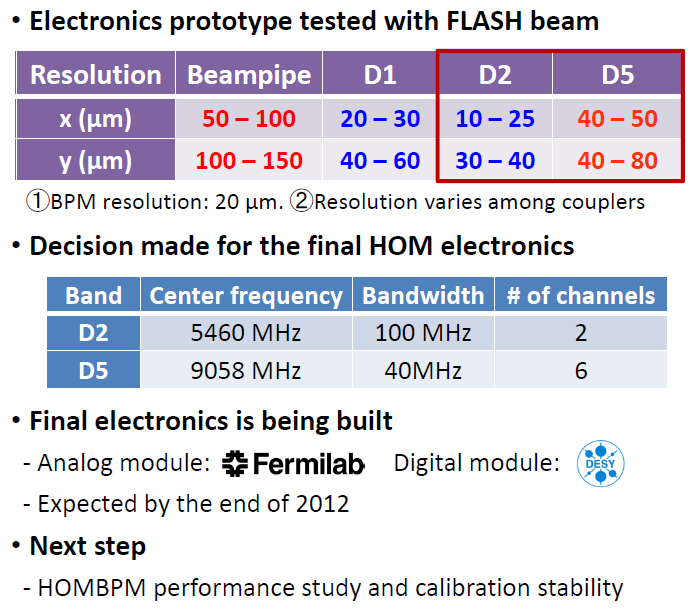 • Electronics prototype tested with FLASH beam
Resolution Beampipe D1 D2 D5
x (μm) 50 – 100 20 – 30 10 – 25 40 – 50
y (μm) 100 – 150 40 – 60 30 – 40 40 – 80
①BPM resolution: 20 μm. ②Resolution varies among couplers
• Decision made for the final HOM electronics
Band Center frequency Bandwidth # of channels
D2 5460 MHz 100 MHz 2
D5 9058 MHz 40MHz 6
• Final electronics is being built
- Analog module: Fermilab Digital module: DESY
- Expected by the end of 2012
• Next step
- HOMBPM performance study and calibration stability